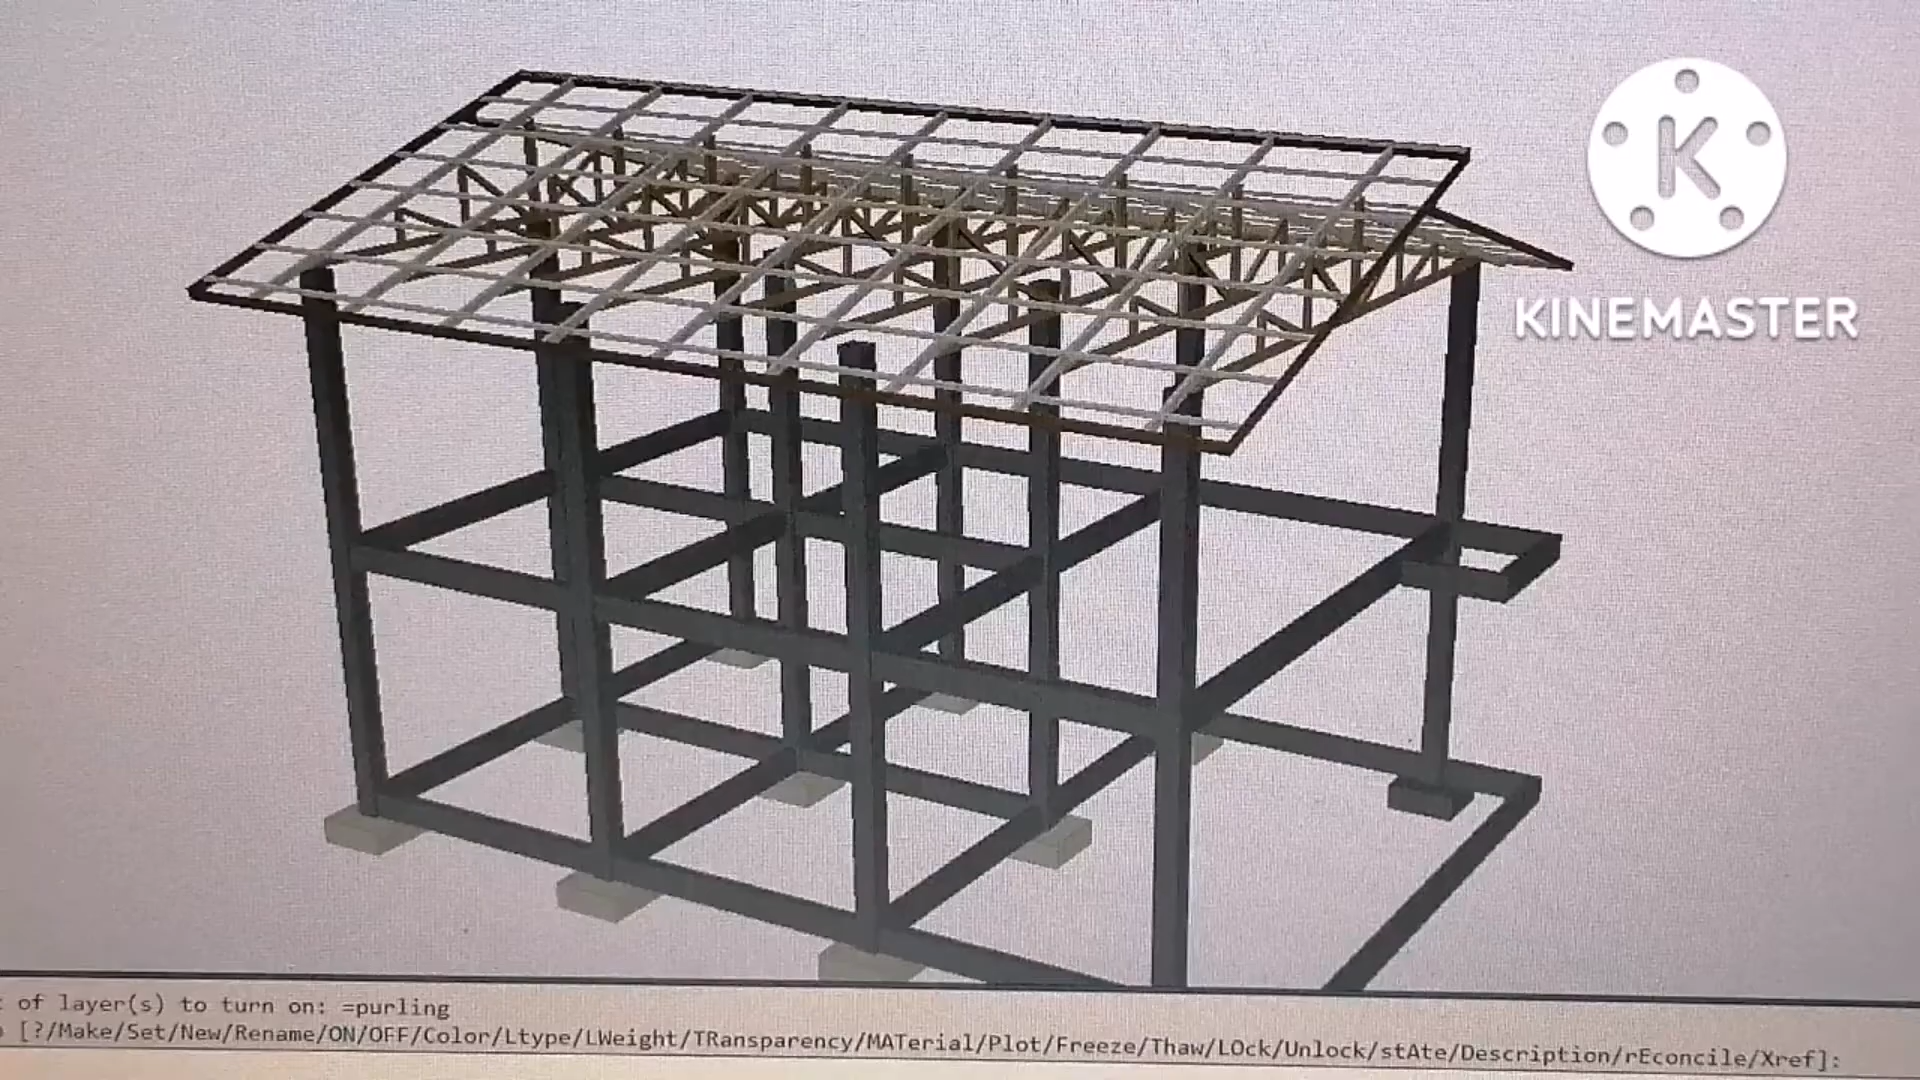 K
KINEMASTER
of layer(s) to turn on: =purling
[?/Make/Set/New/Rename/ON/OFF/Color/Ltype/LWeight/TRansparency/MATerial/Plot/Freeze/Thaw/LOck/Unlock/stAte/Description/rEconcile/Xref]: